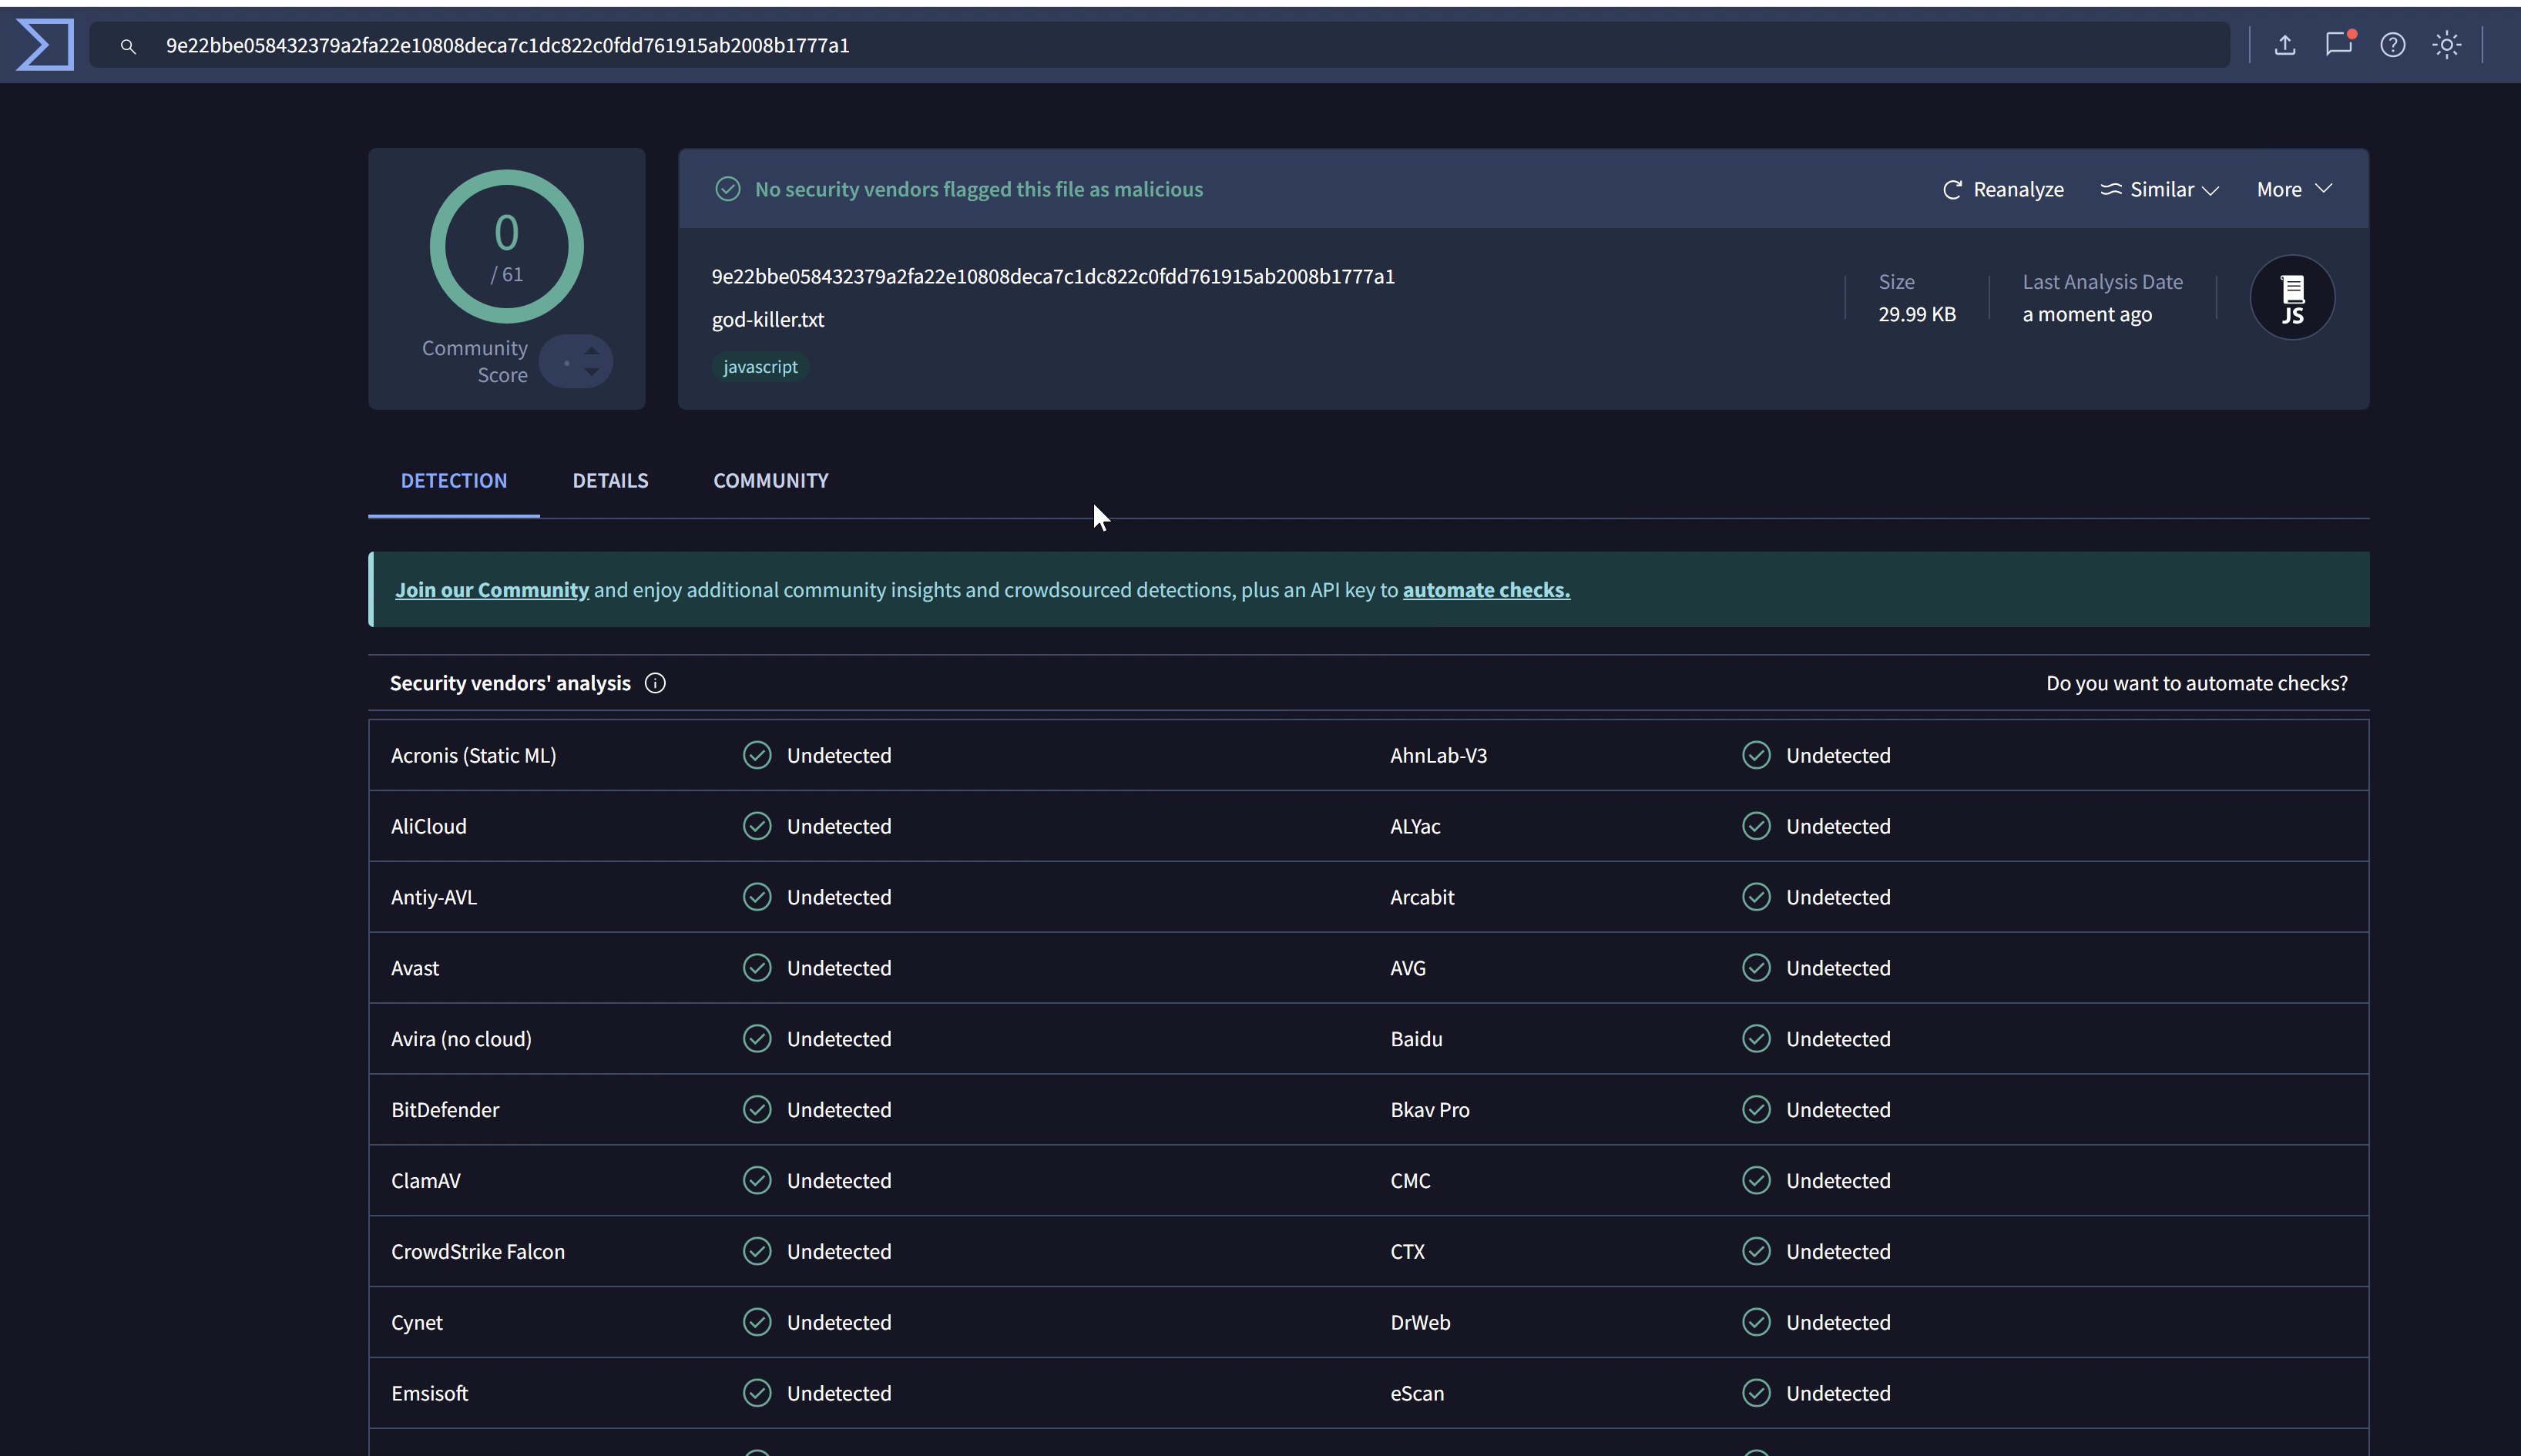 9e22bbe058432379a2fa22e10808deca7c1dc822c0fdd761915ab2008b1777a1
0
/ 61
Community Score
No security vendors flagged this file as malicious
Reanalyze
Similar
More
9e22bbe058432379a2fa22e10808deca7c1dc822c0fdd761915ab2008b1777a1
god-killer.txt
javascript
Size
29.99 KB
Last Analysis Date
a moment ago
JS
DETECTION DETAILS COMMUNITY
Join our Community and enjoy additional community insights and crowdsourced detections, plus an API key to automate checks.
Security vendors' analysis Do you want to automate checks?
Acronis (Static ML) Undetected AhnLab-V3 Undetected
AliCloud Undetected ALYac Undetected
Antiy-AVL Undetected Arcabit Undetected
Avast Undetected AVG Undetected
Avira (no cloud) Undetected Baidu Undetected
BitDefender Undetected Bkav Pro Undetected
ClamAV Undetected CMC Undetected
CrowdStrike Falcon Undetected CTX Undetected
Cynet Undetected DrWeb Undetected
Emsisoft Undetected eScan Undetected